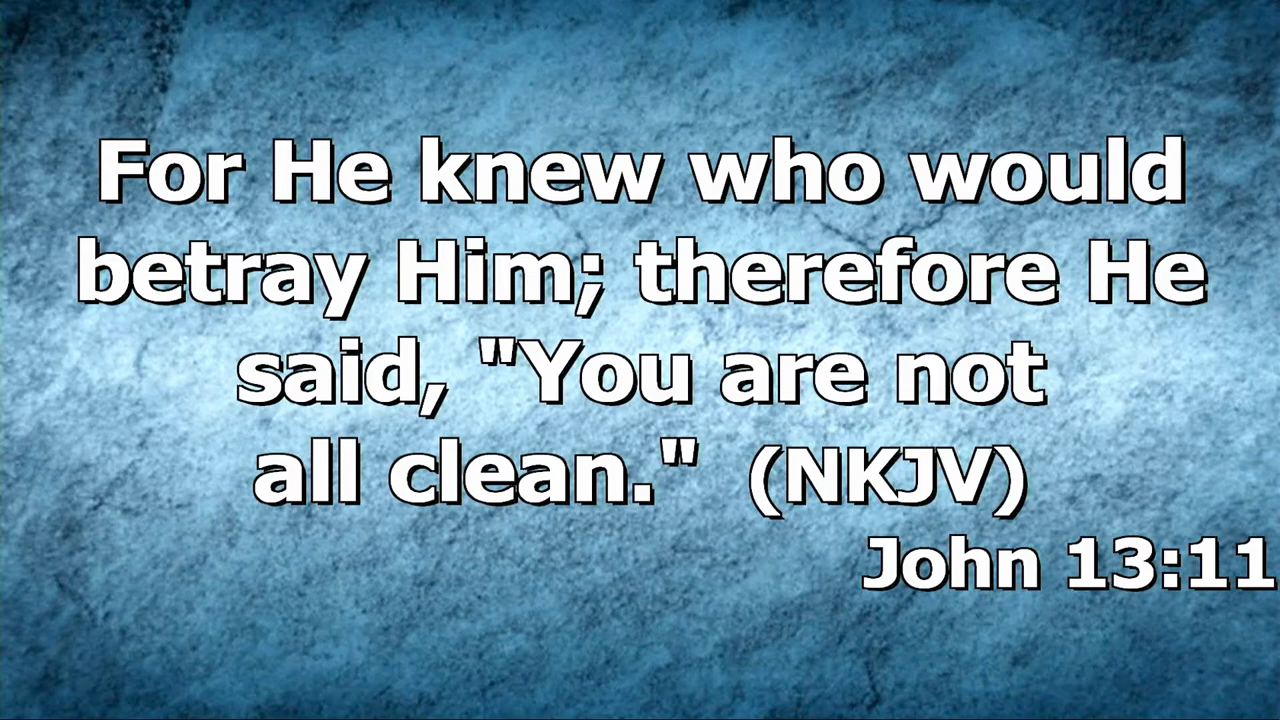 For He knew who would
betray Him; therefore He
said, "You are not
all clean." (NKJV)
John 13:11